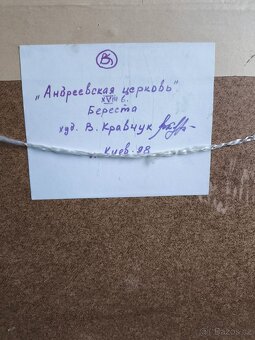 „Андреевская церковь"
XVIII в.
Береста
худ. В. Кравчук
Киев-98